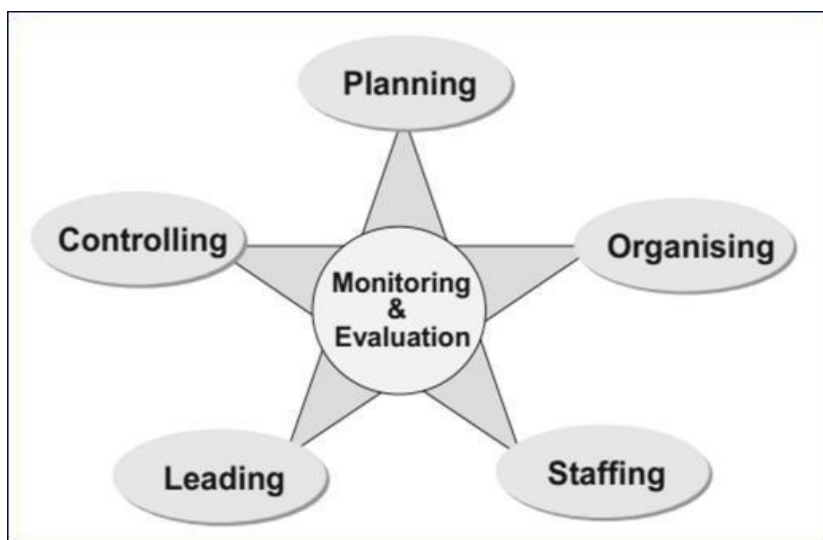 Planning
Controlling
Organising
Monitoring
&
Evaluation
Leading
Staffing